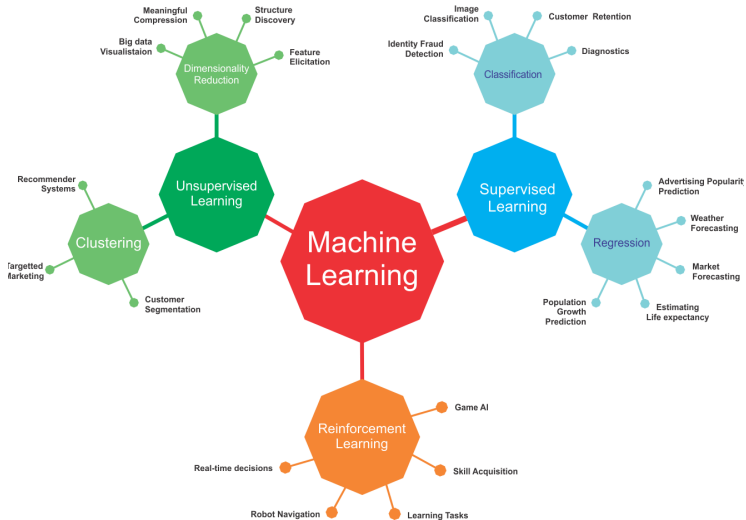 Meaningful
Compression
Structure
Discovery
Big data
Visualistaion
Feature
Elicitation
Dimensionality
Reduction
Image
Classification
Customer Retention
Identity Fraud
Detection
Diagnostics
Classification
Unsupervised
Learning
Supervised
Learning
Recommender
Systems
Clustering
Targetted
Marketing
Customer
Segmentation
Machine
Learning
Advertising Popularity
Prediction
Weather
Forecasting
Regression
Market
Forecasting
Population
Growth
Prediction
Estimating
Life expectancy
Reinforcement
Learning
Game AI
Real-time decisions
Skill Acquisition
Robot Navigation
Learning Tasks